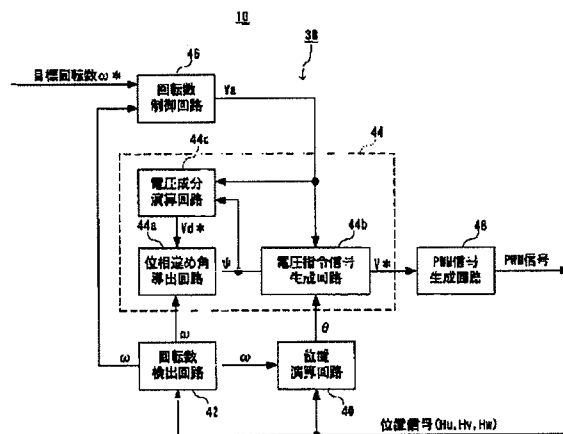 10
38
46
目標回転数ω*
回転数
制御回路
Va
44
44c
電圧成分
演算回路
Vd*
44a
44b
位相進め角
導出回路
ψ
電圧指令信号
生成回路
V*
48
PWM信号
生成回路
PWM信号
ω
θ
ω
回転数
検出回路
ω
位置
演算回路
42
40
位置信号(Hu,Hv,Hw)